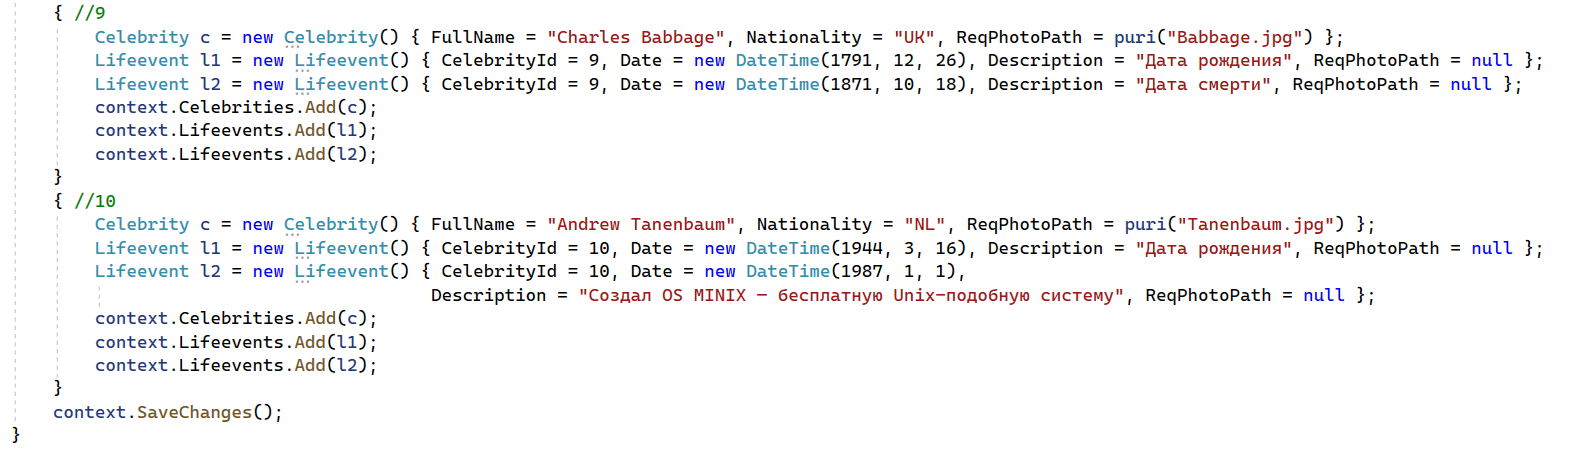 { //9
Celebrity c = new Celebrity() { FullName = "Charles Babbage", Nationality = "UK", ReqPhotoPath = puri("Babbage.jpg") };
Lifeevent l1 = new Lifeevent() { CelebrityId = 9, Date = new DateTime(1791, 12, 26), Description = "Дата рождения", ReqPhotoPath = null };
Lifeevent l2 = new Lifeevent() { CelebrityId = 9, Date = new DateTime(1871, 10, 18), Description = "Дата смерти", ReqPhotoPath = null };
context.Celebrities.Add(c);
context.Lifeevents.Add(l1);
context.Lifeevents.Add(l2);
}
{ //10
Celebrity c = new Celebrity() { FullName = "Andrew Tanenbaum", Nationality = "NL", ReqPhotoPath = puri("Tanenbaum.jpg") };
Lifeevent l1 = new Lifeevent() { CelebrityId = 10, Date = new DateTime(1944, 3, 16), Description = "Дата рождения", ReqPhotoPath = null };
Lifeevent l2 = new Lifeevent() { CelebrityId = 10, Date = new DateTime(1987, 1, 1),
Description = "Cоздал OS MINIX — бесплатную Unix-подобную систему", ReqPhotoPath = null };
context.Celebrities.Add(c);
context.Lifeevents.Add(l1);
context.Lifeevents.Add(l2);
}
context.SaveChanges();
}